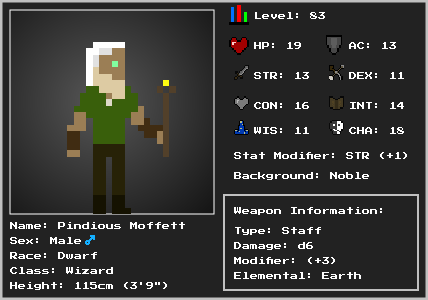 Level: 83
HP: 19 AC: 13
STR: 13 DEX: 11
CON: 16 INT: 14
WIS: 11 CHA: 18
Stat Modifier: STR (+1)
Background: Noble
Name: Pindious Moffett
Sex: Male♂
Race: Dwarf
Class: Wizard
Height: 115cm (3'9")
Weapon Information:
Type: Staff
Damage: d6
Modifier: (+3)
Elemental: Earth